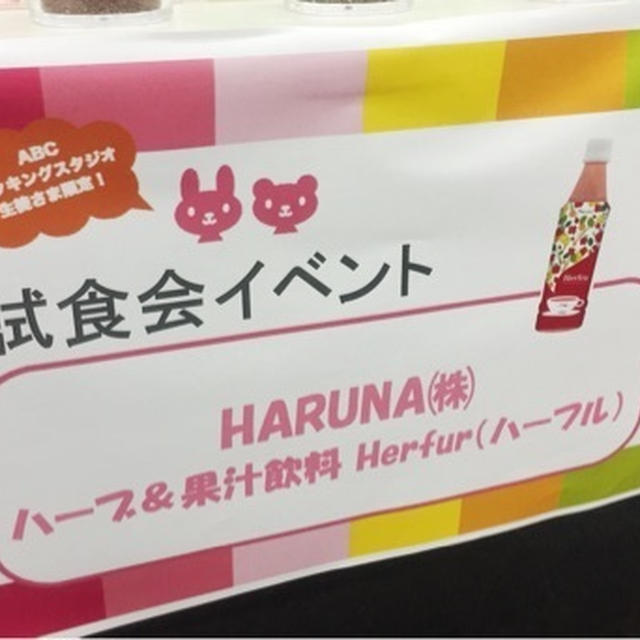 ABC
ッキングスタジオ
生徒さま限定！
試食会イベント
Herfru
HARUNA㈱
ハーブ＆果汁飲料 Herfur（ハーフル）